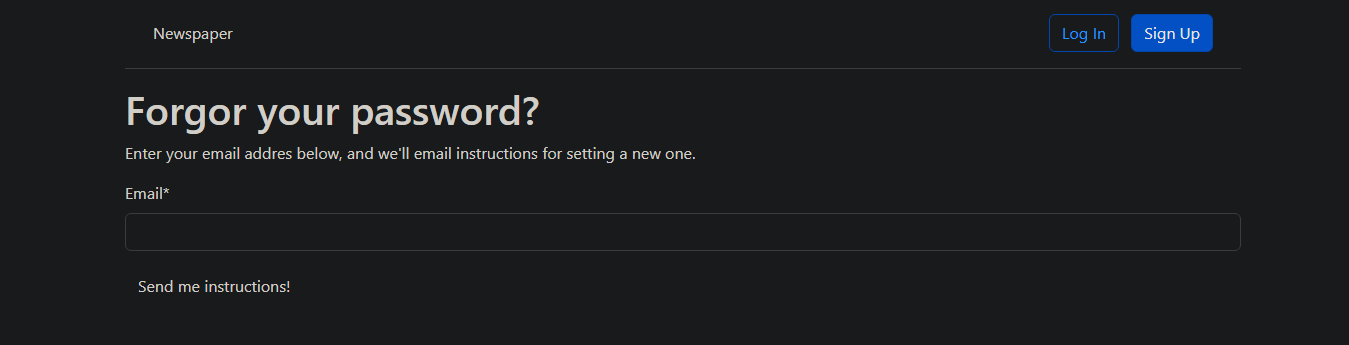 Newspaper Log In Sign Up
Forgor your password?
Enter your email addres below, and we'll email instructions for setting a new one.
Email*
Send me instructions!